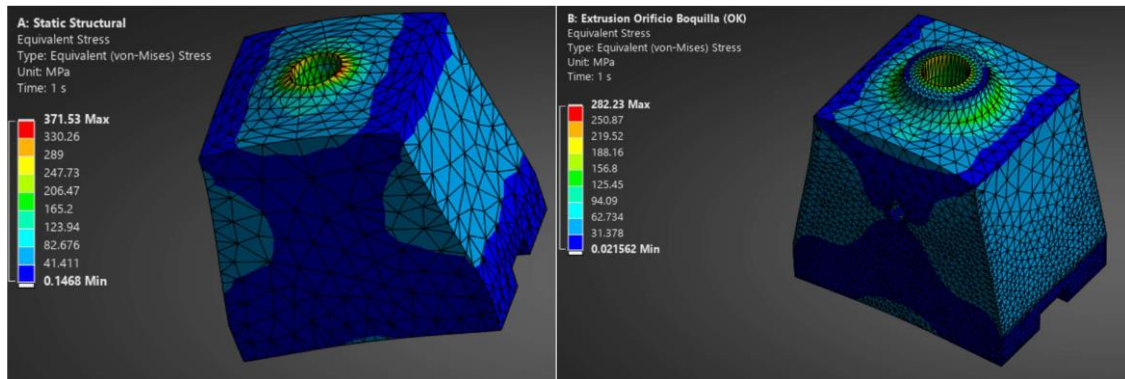 A: Static Structural
Equivalent Stress
Type: Equivalent (von-Mises) Stress
Unit: MPa
Time: 1 s
371.53 Max
330.26
289
247.73
206.47
165.2
123.94
82.676
41.411
0.1468 Min
B: Extrusion Orificio Boquilla (OK)
Equivalent Stress
Type: Equivalent (von-Mises) Stress
Unit: MPa
Time: 1 s
282.23 Max
250.87
219.52
188.16
156.8
125.45
94.09
62.734
31.378
0.021562 Min